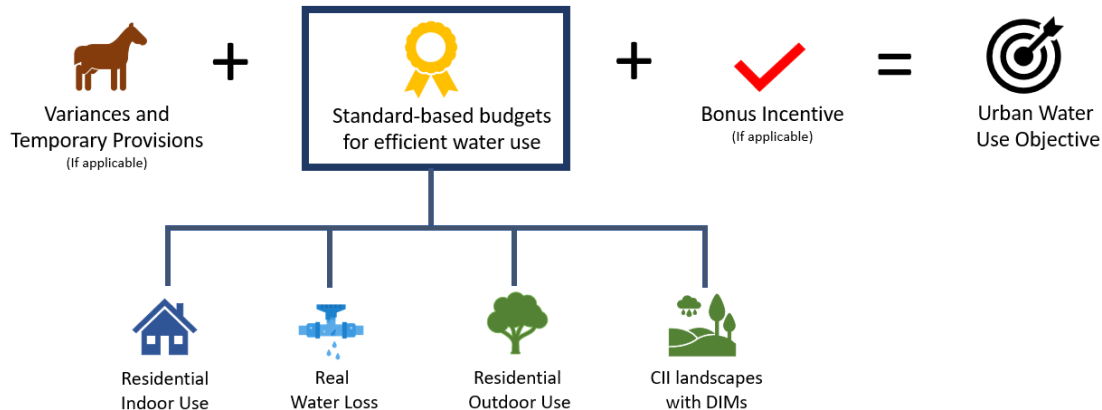 +
+
=
Variances and
Temporary Provisions
(If applicable)
Standard-based budgets
for efficient water use
Bonus Incentive
(If applicable)
Urban Water
Use Objective
Residential
Indoor Use
Real
Water Loss
Residential
Outdoor Use
CII landscapes
with DIMs